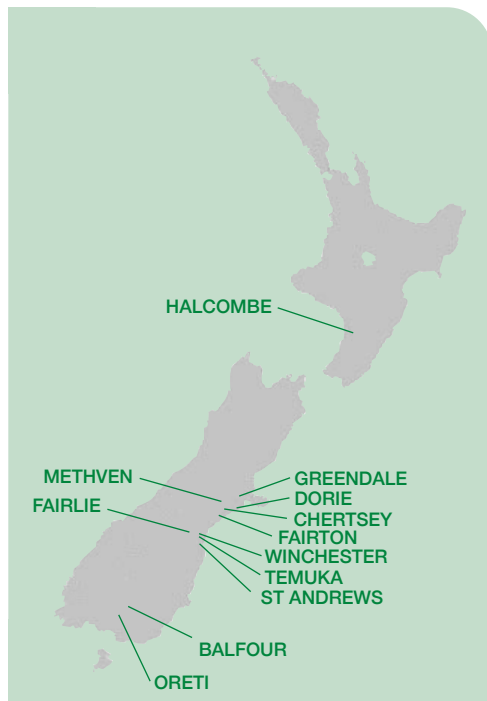 HALCOMBE
METHVEN
GREENDALE
DORIE
FAIRLIE
CHERTSEY
FAIRTON
WINCHESTER
TEMUKA
ST ANDREWS
BALFOUR
ORETI